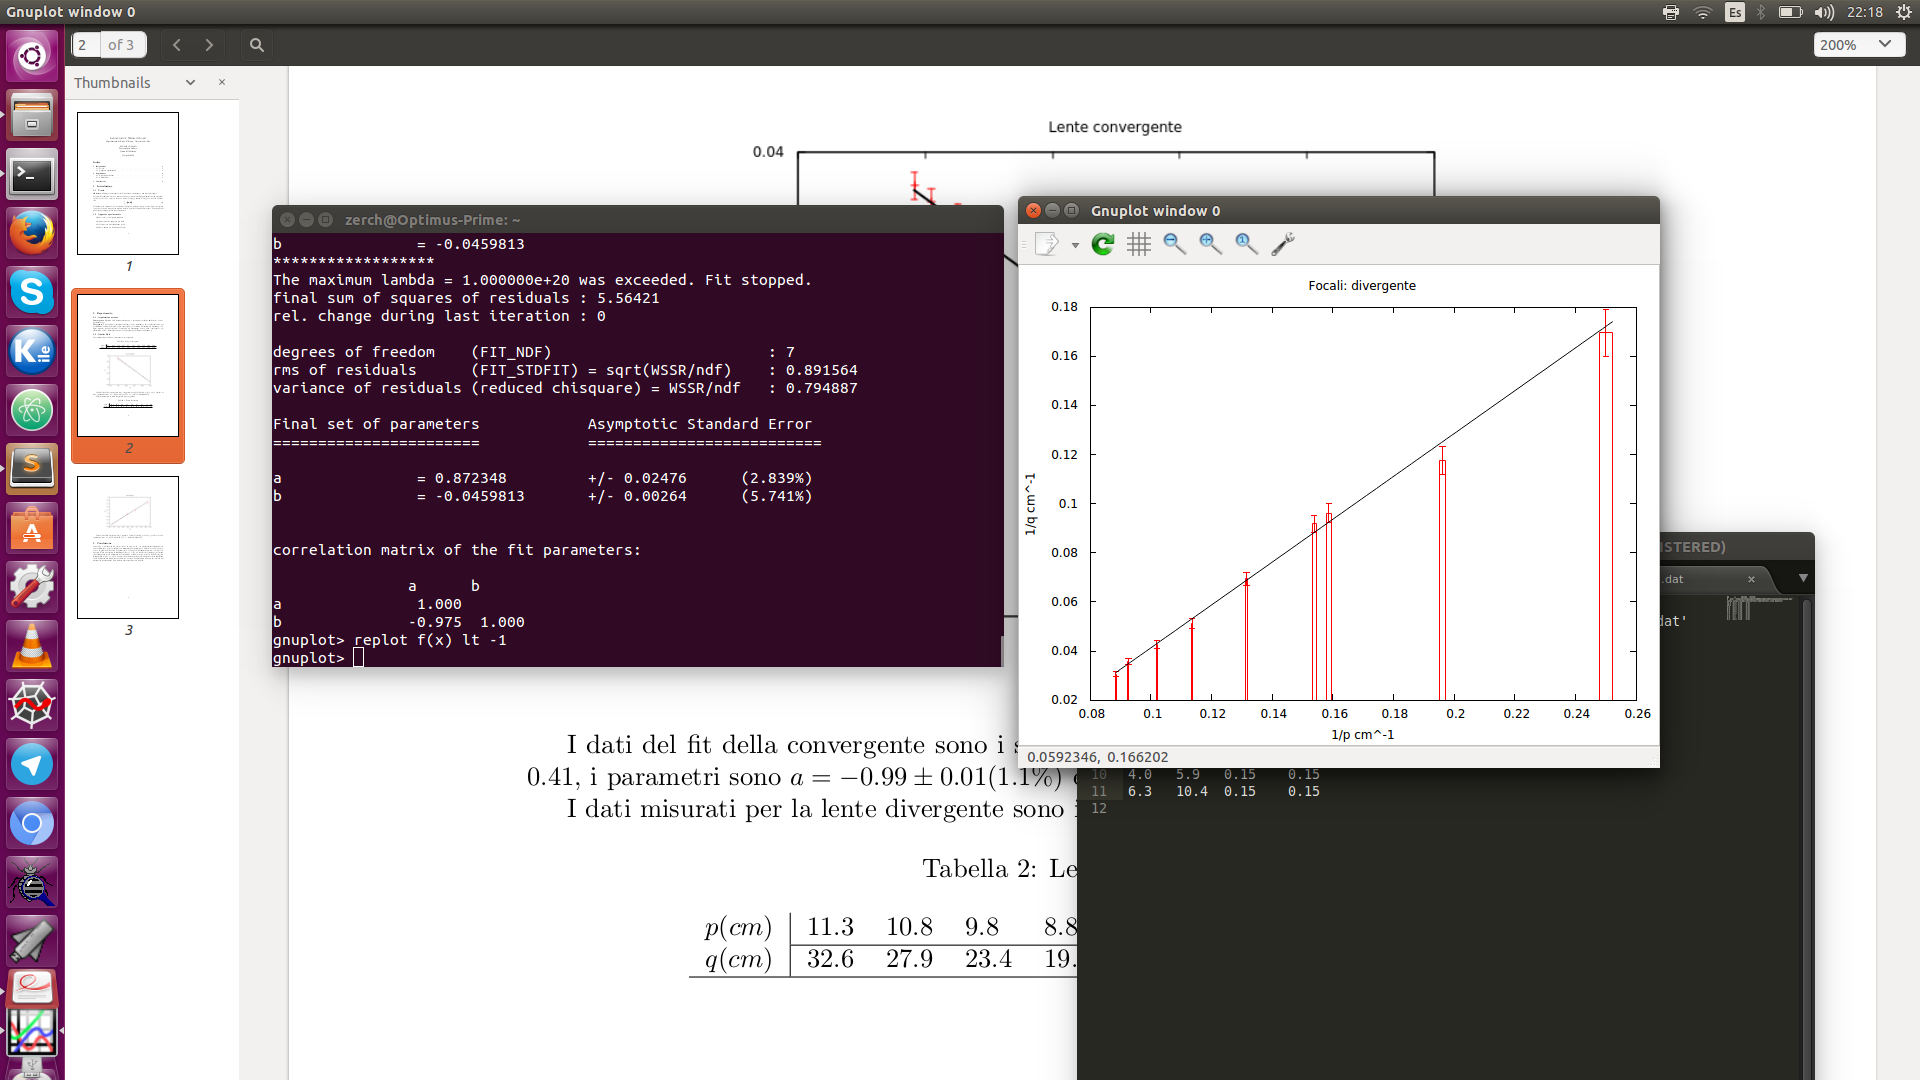 Gnuplot window 0
Es
22:18
2 of 3
200%
Thumbnails
1
2
3
Lente convergente
0.04
zerch@Optimus-Prime: ~
b = -0.0459813
******************
The maximum lambda = 1.000000e+20 was exceeded. Fit stopped.
final sum of squares of residuals : 5.56421
rel. change during last iteration : 0
degrees of freedom (FIT_NDF) : 7
rms of residuals (FIT_STDFIT) = sqrt(WSSR/ndf) : 0.891564
variance of residuals (reduced chisquare) = WSSR/ndf : 0.794887
Final set of parameters Asymptotic Standard Error
======================= ==========================
a = 0.872348 +/- 0.02476 (2.839%)
b = -0.0459813 +/- 0.00264 (5.741%)
correlation matrix of the fit parameters:
a b
a 1.000
b -0.975 1.000
gnuplot> replot f(x) lt -1
gnuplot>
Gnuplot window 0
Focali: divergente
0.18
0.16
0.14
0.12
0.1
0.08
0.06
0.04
0.02
1/q cm^-1
0.08 0.1 0.12 0.14 0.16 0.18 0.2 0.22 0.24 0.26
1/p cm^-1
0.0592346, 0.166202
ISTERED)
.dat
dat'
10 4.0 5.9 0.15 0.15
11 6.3 10.4 0.15 0.15
12
I dati del fit della convergente sono i s
0.41, i parametri sono a = −0.99 ± 0.01(1.1%)
I dati misurati per la lente divergente sono i
Tabella 2: Le
p(cm) 11.3 10.8 9.8 8.8
q(cm) 32.6 27.9 23.4 19.